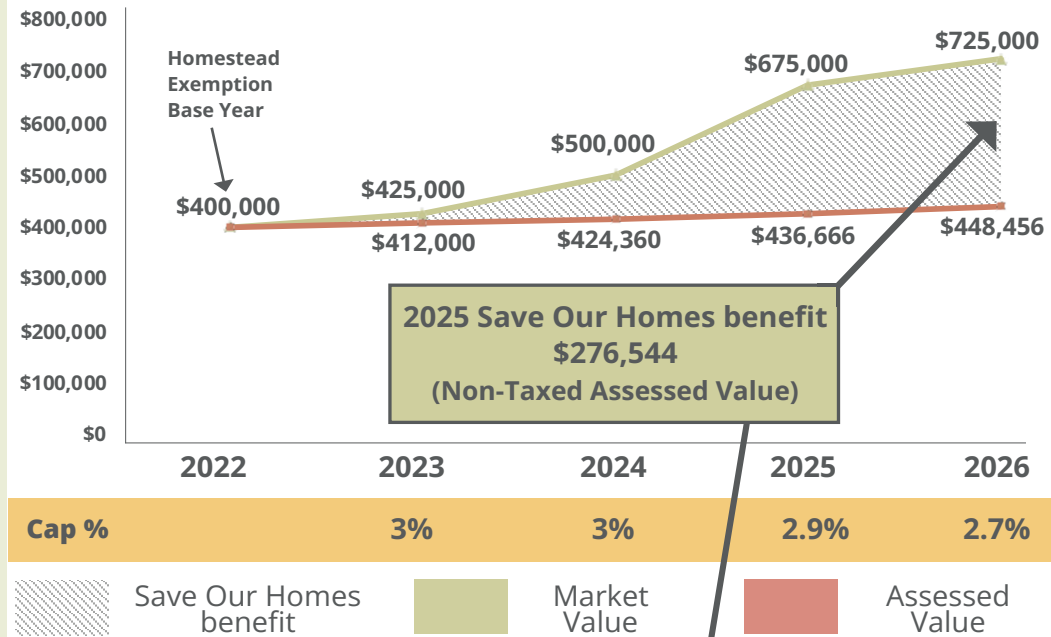 $800,000
$700,000
$600,000
$500,000
$400,000
$300,000
$200,000
$100,000
$0
Homestead
Exemption
Base Year
$400,000
$425,000
$500,000
$675,000
$725,000
$412,000
$424,360
$436,666
$448,456
2025 Save Our Homes benefit
$276,544
(Non-Taxed Assessed Value)
2022 2023 2024 2025 2026
Cap % 3% 3% 2.9% 2.7%
Save Our Homes
benefit
Market
Value
Assessed
Value